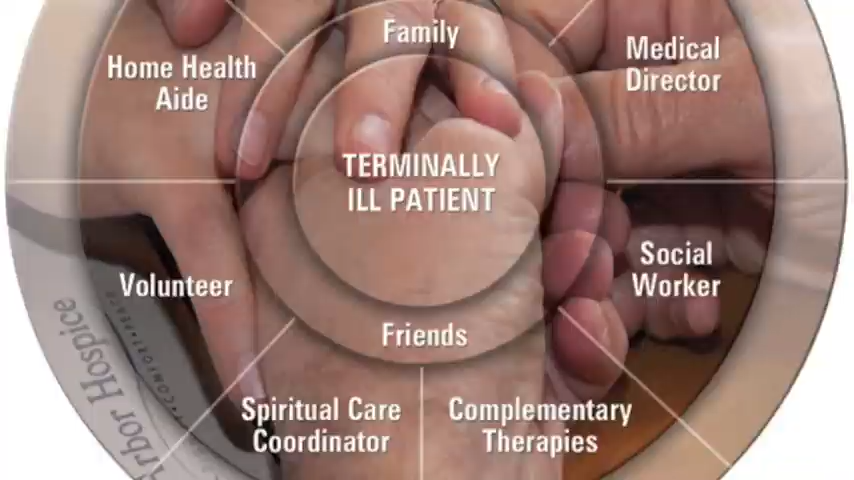 Family
Home Health
Aide
Medical
Director
TERMINALLY
ILL PATIENT
Volunteer
Social
Worker
Friends
Spiritual Care
Coordinator
Complementary
Therapies
Arbor Hospice